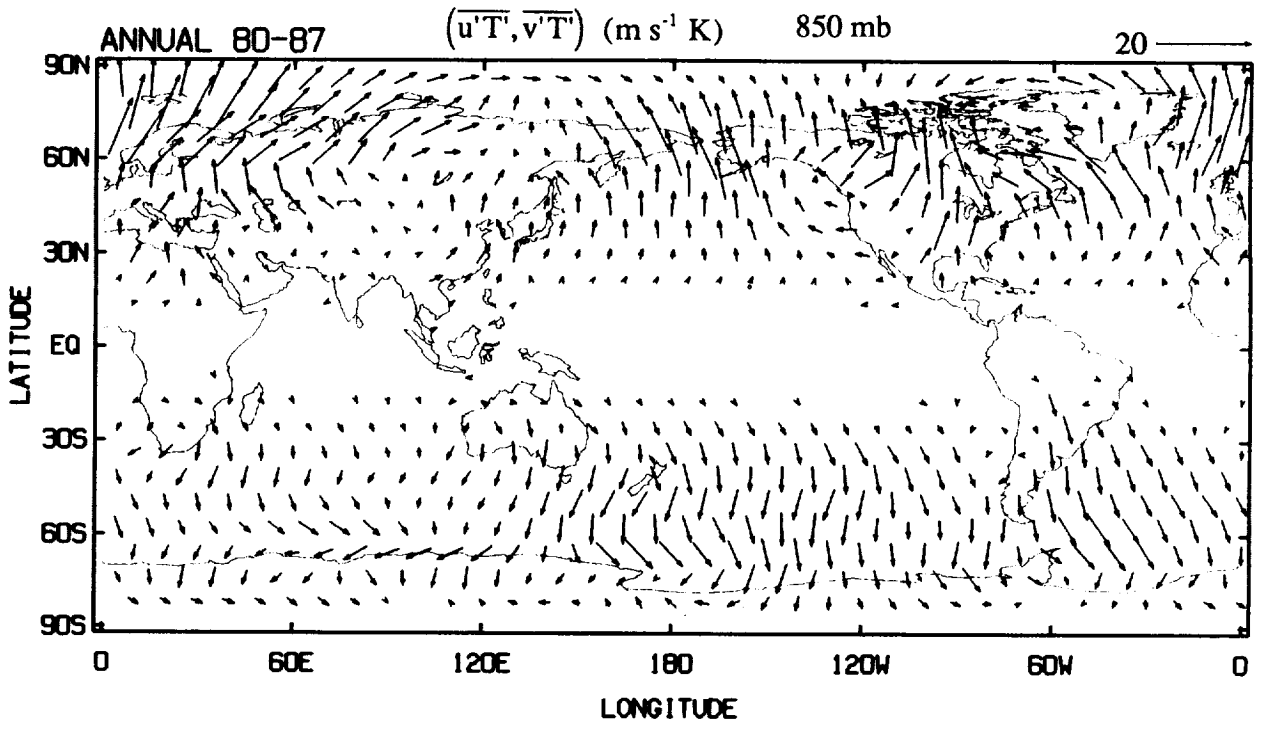 ANNUAL 80-87 (u'T', v'T') (m s⁻¹ K) 850 mb 20
90N
60N
30N
EQ
30S
60S
90S
LATITUDE
0 60E 120E 180 120W 60W 0
LONGITUDE